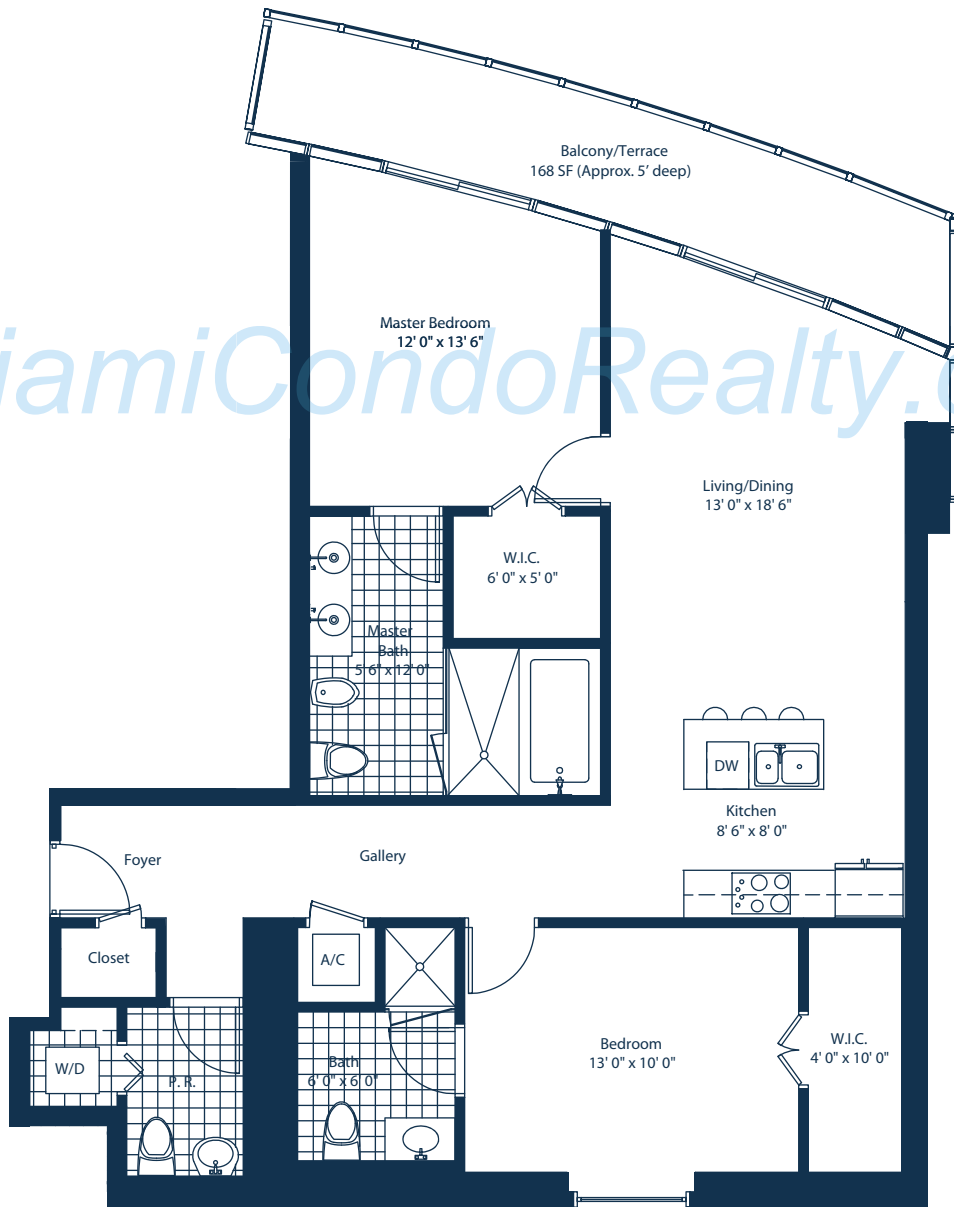 Balcony/Terrace
168 SF (Approx. 5’ deep)
Master Bedroom
12' 0" x 13' 6"
iamiCondoRealty.c
Living/Dining
13' 0" x 18' 6"
W.I.C.
6' 0" x 5' 0"
Master
Bath
5' 6" x 12' 0"
DW
Kitchen
8' 6" x 8' 0"
Foyer
Gallery
Closet
A/C
W/D
P. R.
Bath
6' 0" x 6' 0"
Bedroom
13' 0" x 10' 0"
W.I.C.
4' 0" x 10' 0"